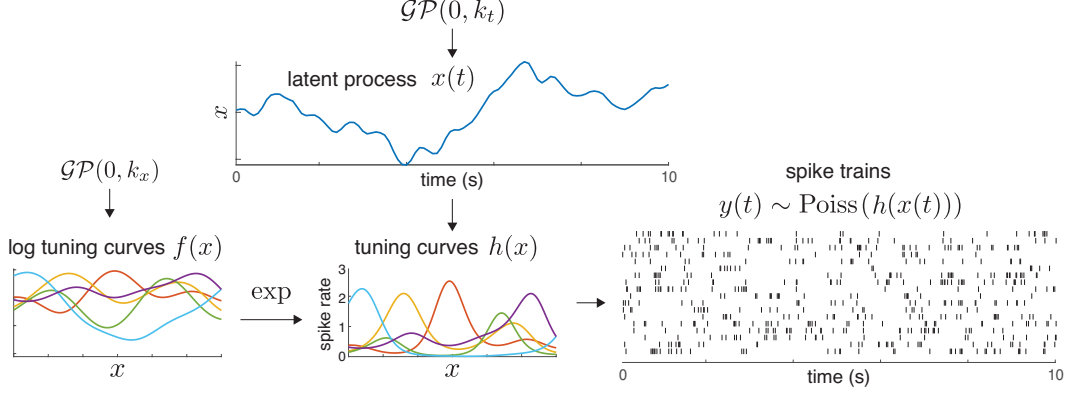 𝒢𝒫(0, k_t)
latent process x(t)
x
0
10
time (s)
𝒢𝒫(0, k_x)
spike trains
y(t) ∼ Poiss(h(x(t)))
log tuning curves f(x)
tuning curves h(x)
exp
spike rate
3
2
1
0
x
x
0
10
time (s)